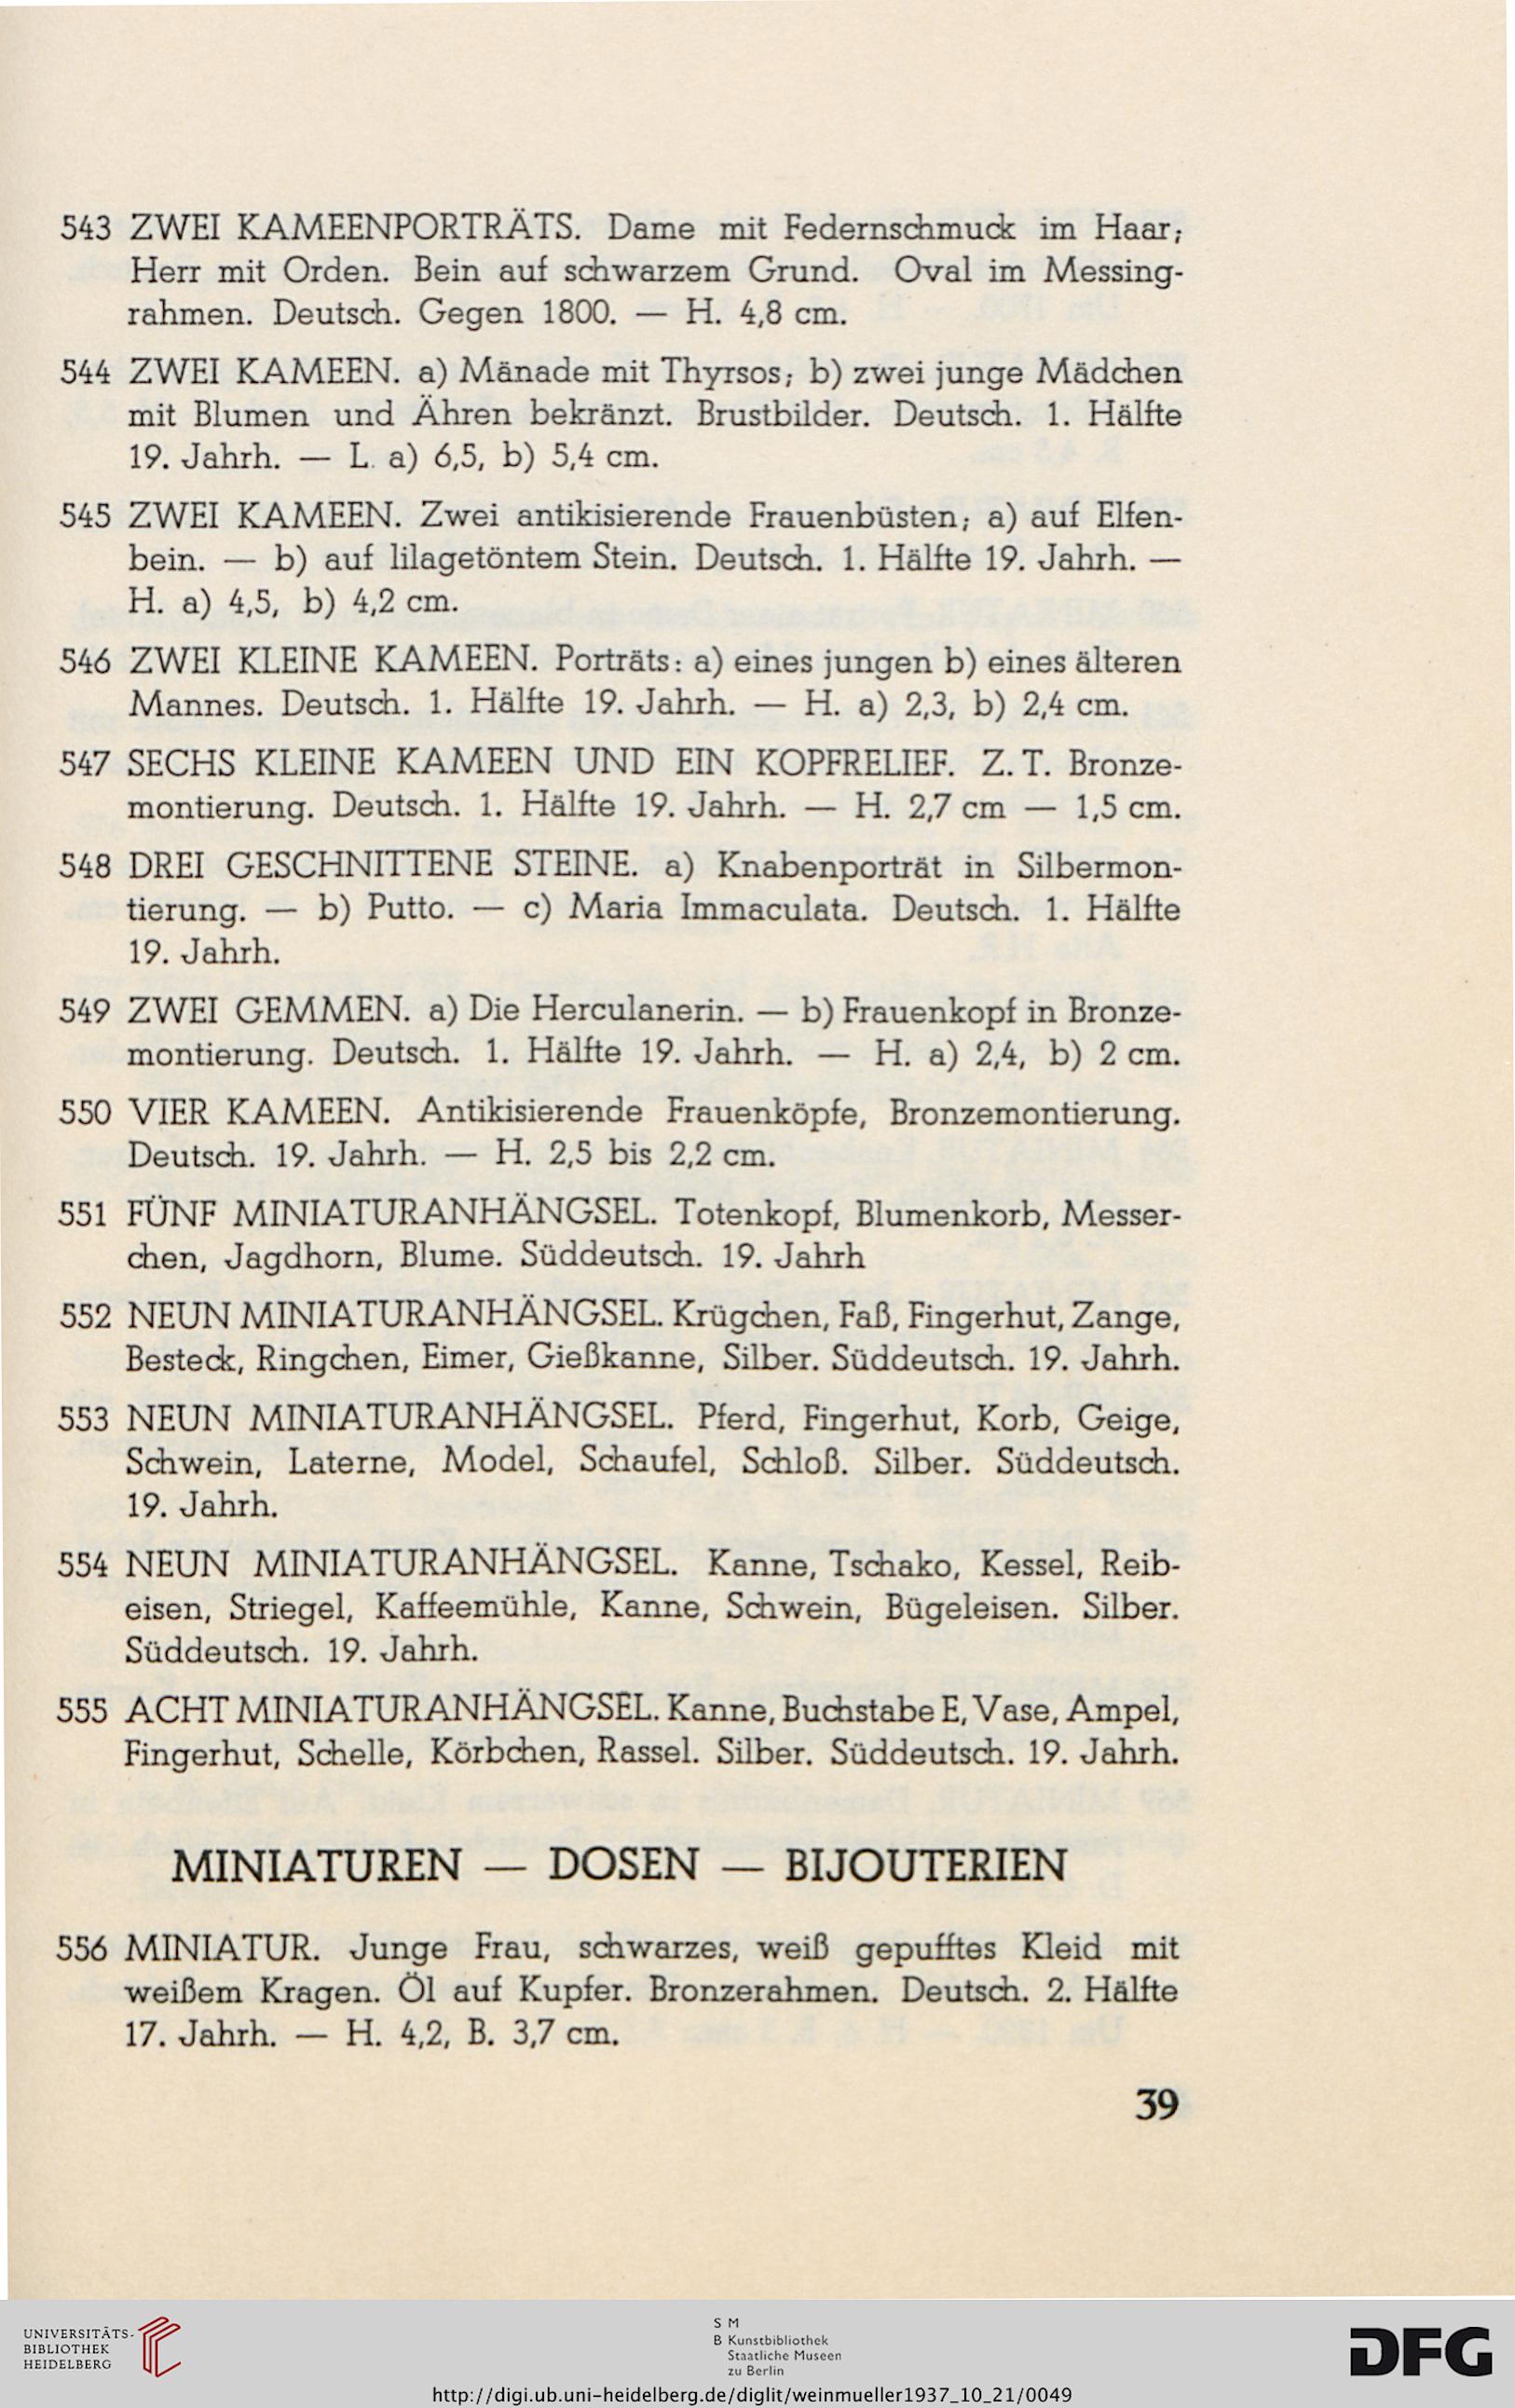 543 ZWEI KAMEENPORTRÄTS. Dame mit Federnschmuck im Haar;
Herr mit Orden. Bein auf schwarzem Grund. Oval im Messing-
rahmen. Deutsch. Gegen 1800. — H. 4,8 cm.
544 ZWEI KAMEEN. a) Mänade mit Thyrsos; b) zwei junge Mädchen
mit Blumen und Ähren bekränzt. Brustbilder. Deutsch. 1. Hälfte
19. Jahrh. — L. a) 6,5, b) 5,4 cm.
545 ZWEI KAMEEN. Zwei antikisierende Frauenbüsten; a) auf Elfen-
bein. — b) auf lilagetöntem Stein. Deutsch. 1. Hälfte 19. Jahrh. —
H. a) 4,5, b) 4,2 cm.
546 ZWEI KLEINE KAMEEN. Porträts: a) eines jungen b) eines älteren
Mannes. Deutsch. 1. Hälfte 19. Jahrh. — H. a) 2,3, b) 2,4 cm.
547 SECHS KLEINE KAMEEN UND EIN KOPFRELIEF. Z. T. Bronze-
montierung. Deutsch. 1. Hälfte 19. Jahrh. — H. 2,7 cm — 1,5 cm.
548 DREI GESCHNITTENE STEINE. a) Knabenporträt in Silbermon-
tierung. — b) Putto. — c) Maria Immaculata. Deutsch. 1. Hälfte
19. Jahrh.
549 ZWEI GEMMEN. a) Die Herculanerin. — b) Frauenkopf in Bronze-
montierung. Deutsch. 1. Hälfte 19. Jahrh. — H. a) 2,4, b) 2 cm.
550 VIER KAMEEN. Antikisierende Frauenköpfe, Bronzemontierung.
Deutsch. 19. Jahrh. — H. 2,5 bis 2,2 cm.
551 FÜNF MINIATURANHÄNGSEL. Totenkopf, Blumenkorb, Messer-
chen, Jagdhorn, Blume. Süddeutsch. 19. Jahrh
552 NEUN MINIATURANHÄNGSEL. Krügchen, Faß, Fingerhut, Zange,
Besteck, Ringchen, Eimer, Gießkanne, Silber. Süddeutsch. 19. Jahrh.
553 NEUN MINIATURANHÄNGSEL. Pferd, Fingerhut, Korb, Geige,
Schwein, Laterne, Model, Schaufel, Schloß. Silber. Süddeutsch.
19. Jahrh.
554 NEUN MINIATURANHÄNGSEL. Kanne, Tschako, Kessel, Reib-
eisen, Striegel, Kaffeemühle, Kanne, Schwein, Bügeleisen. Silber.
Süddeutsch. 19. Jahrh.
555 ACHT MINIATURANHÄNGSEL. Kanne, Buchstabe E, Vase, Ampel,
Fingerhut, Schelle, Körbchen, Rassel. Silber. Süddeutsch. 19. Jahrh.
MINIATUREN — DOSEN — BIJOUTERIEN
556 MINIATUR. Junge Frau, schwarzes, weiß gepufftes Kleid mit
weißem Kragen. Öl auf Kupfer. Bronzerahmen. Deutsch. 2. Hälfte
17. Jahrh. — H. 4,2, B. 3,7 cm.
39
UNIVERSITÄTS-
BIBLIOTHEK
HEIDELBERG
S M
B Kunstbibliothek
Staatliche Museen
zu Berlin
DFG
http://digi.ub.uni-heidelberg.de/diglit/weinmueller1937_10_21/0049